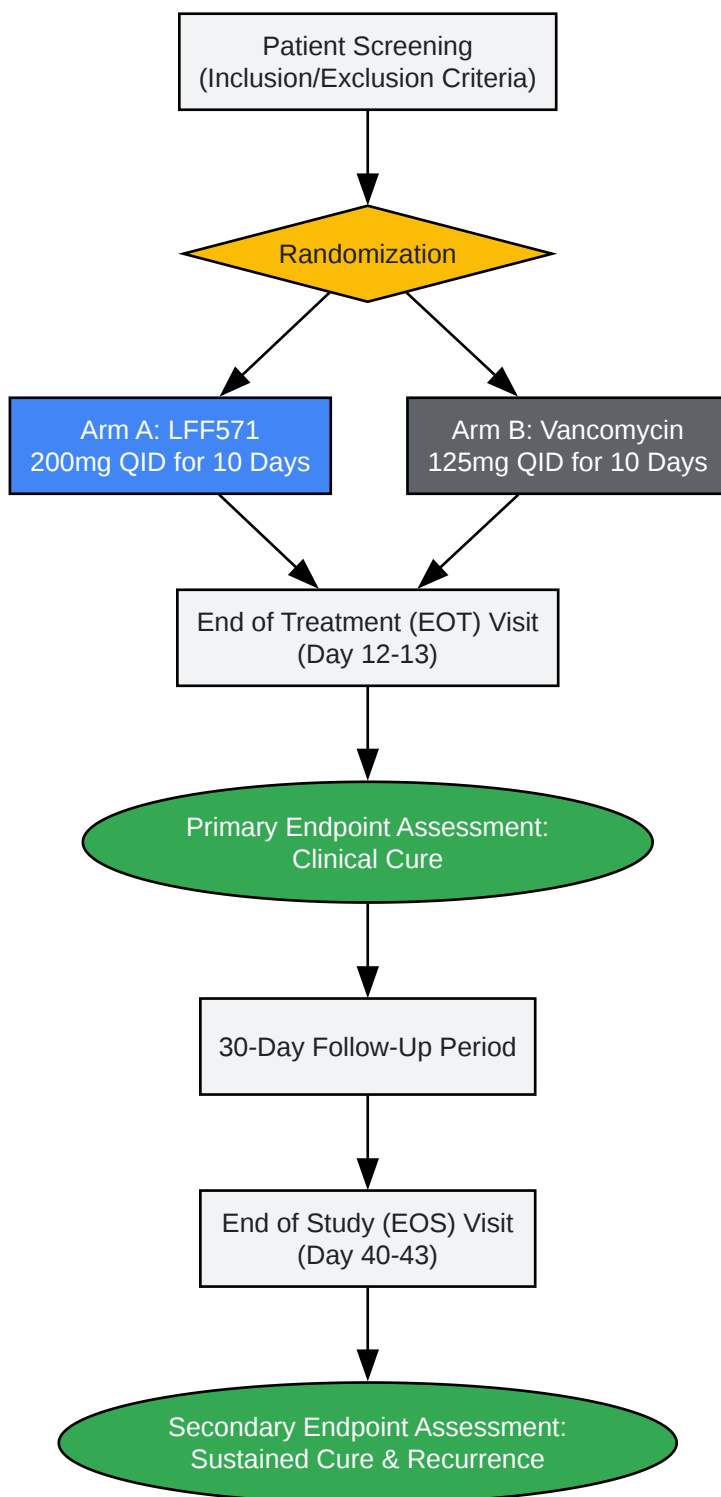 Patient Screening
(Inclusion/Exclusion Criteria)
Randomization
Arm A: LFF571
200mg QID for 10 Days
Arm B: Vancomycin
125mg QID for 10 Days
End of Treatment (EOT) Visit
(Day 12-13)
Primary Endpoint Assessment:
Clinical Cure
30-Day Follow-Up Period
End of Study (EOS) Visit
(Day 40-43)
Secondary Endpoint Assessment:
Sustained Cure & Recurrence